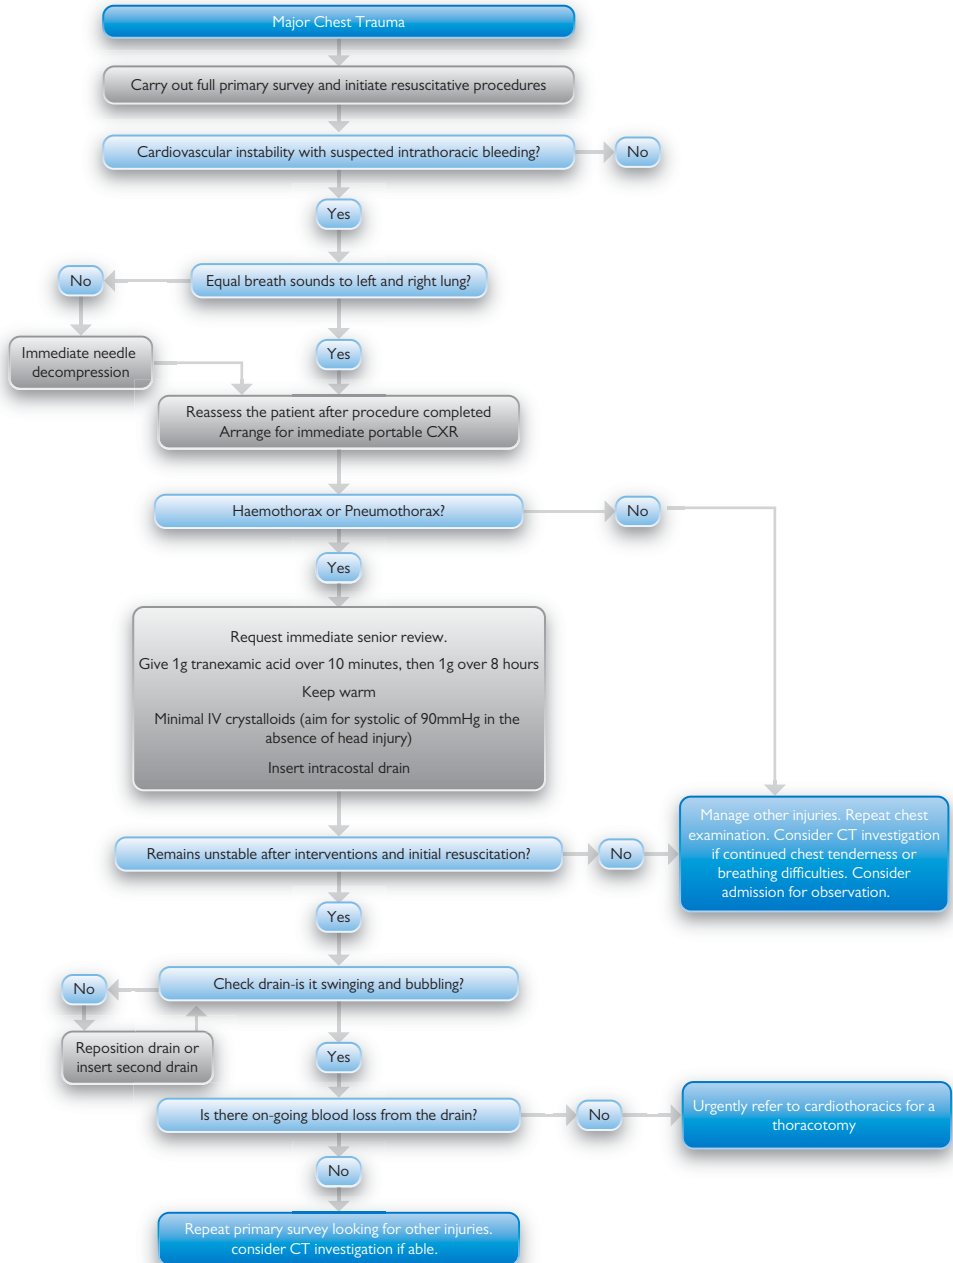 Major Chest Trauma
Carry out full primary survey and initiate resuscitative procedures
Cardiovascular instability with suspected intrathoracic bleeding?
No
Yes
No
Equal breath sounds to left and right lung?
Immediate needle
decompression
Yes
Reassess the patient after procedure completed
Arrange for immediate portable CXR
Haemothorax or Pneumothorax?
No
Yes
Request immediate senior review.
Give 1g tranexamic acid over 10 minutes, then 1g over 8 hours
Keep warm
Minimal IV crystalloids (aim for systolic of 90mmHg in the
absence of head injury)
Insert intracostal drain
Remains unstable after interventions and initial resuscitation?
No
Manage other injuries. Repeat chest
examination. Consider CT investigation
if continued chest tenderness or
breathing difficulties. Consider
admission for observation.
Yes
Check drain-is it swinging and bubbling?
No
Reposition drain or
insert second drain
Yes
Is there on-going blood loss from the drain?
No
Urgently refer to cardiothoracics for a
thoracotomy
No
Repeat primary survey looking for other injuries.
consider CT investigation if able.